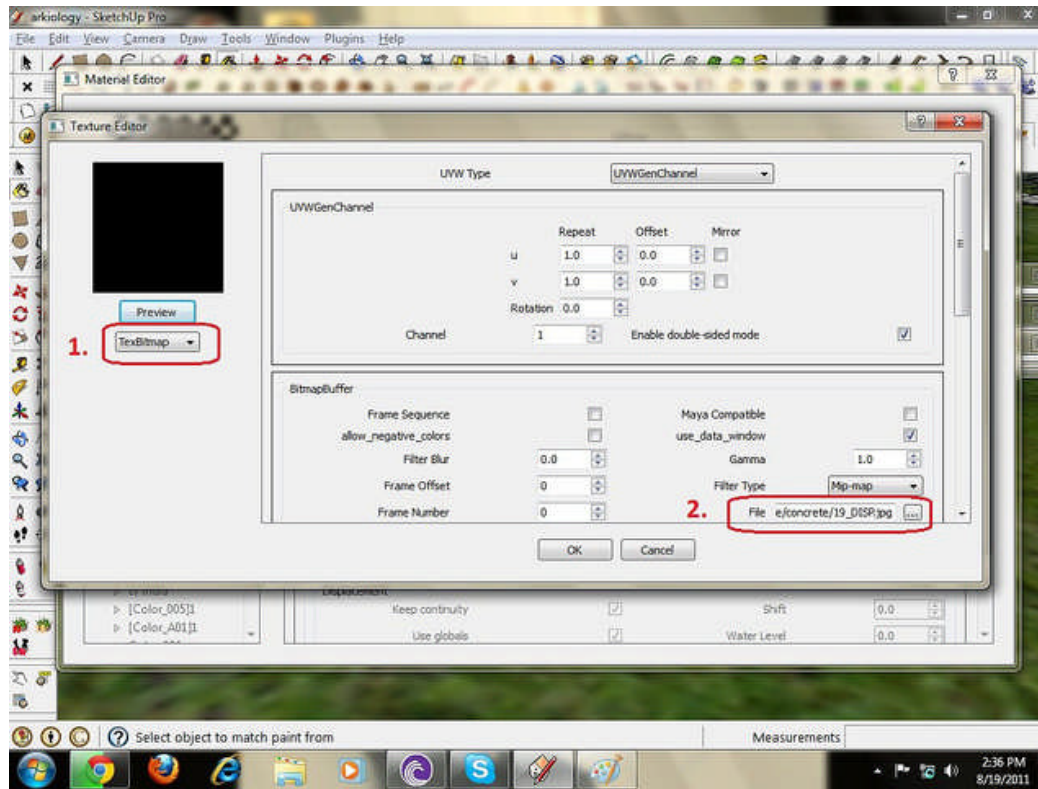 arkiology - SketchUp Pro
File Edit View Camera Draw Tools Window Plugins Help
Material Editor
Texture Editor
UVW Type UVWGenChannel
UVWGenChannel
Repeat Offset Mirror
u 1.0 0.0
v 1.0 0.0
Rotation 0.0
Preview
1. TexBitmap
Channel 1 Enable double-sided mode
BitmapBuffer
Frame Sequence Maya Compatible
allow_negative_colors use_data_window
Filter Blur 0.0 Gamma 1.0
Frame Offset 0 Filter Type Mip-map
Frame Number 0 2. File e/concrete/19_DISP.jpg ...
OK Cancel
Displacement
[Color_005]1 Keep continuity Shift 0.0
[Color_A01]1 Use globals Water Level 0.0
Select object to match paint from Measurements
2:36 PM
8/19/2011